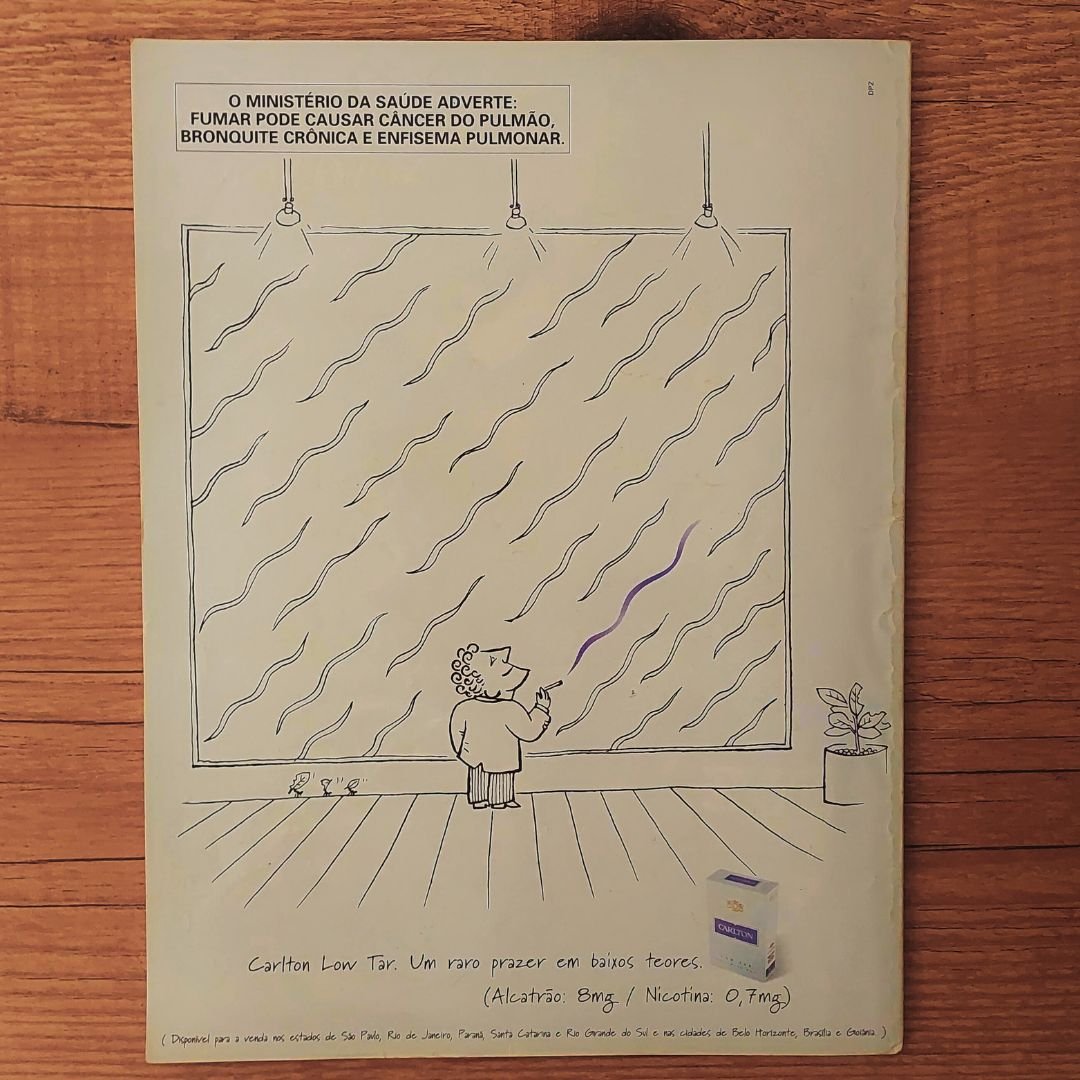 DPZ
O MINISTÉRIO DA SAÚDE ADVERTE:
FUMAR PODE CAUSAR CÂNCER DO PULMÃO,
BRONQUITE CRÔNICA E ENFISEMA PULMONAR.
CARLTON
Carlton Low Tar. Um raro prazer em baixos teores.
(Alcatrão: 8mg / Nicotina: 0,7mg)
( Disponível para a venda nos estados de São Paulo, Rio de Janeiro, Paraná, Santa Catarina e Rio Grande do Sul e nas cidades de Belo Horizonte, Brasília e Goiânia. )